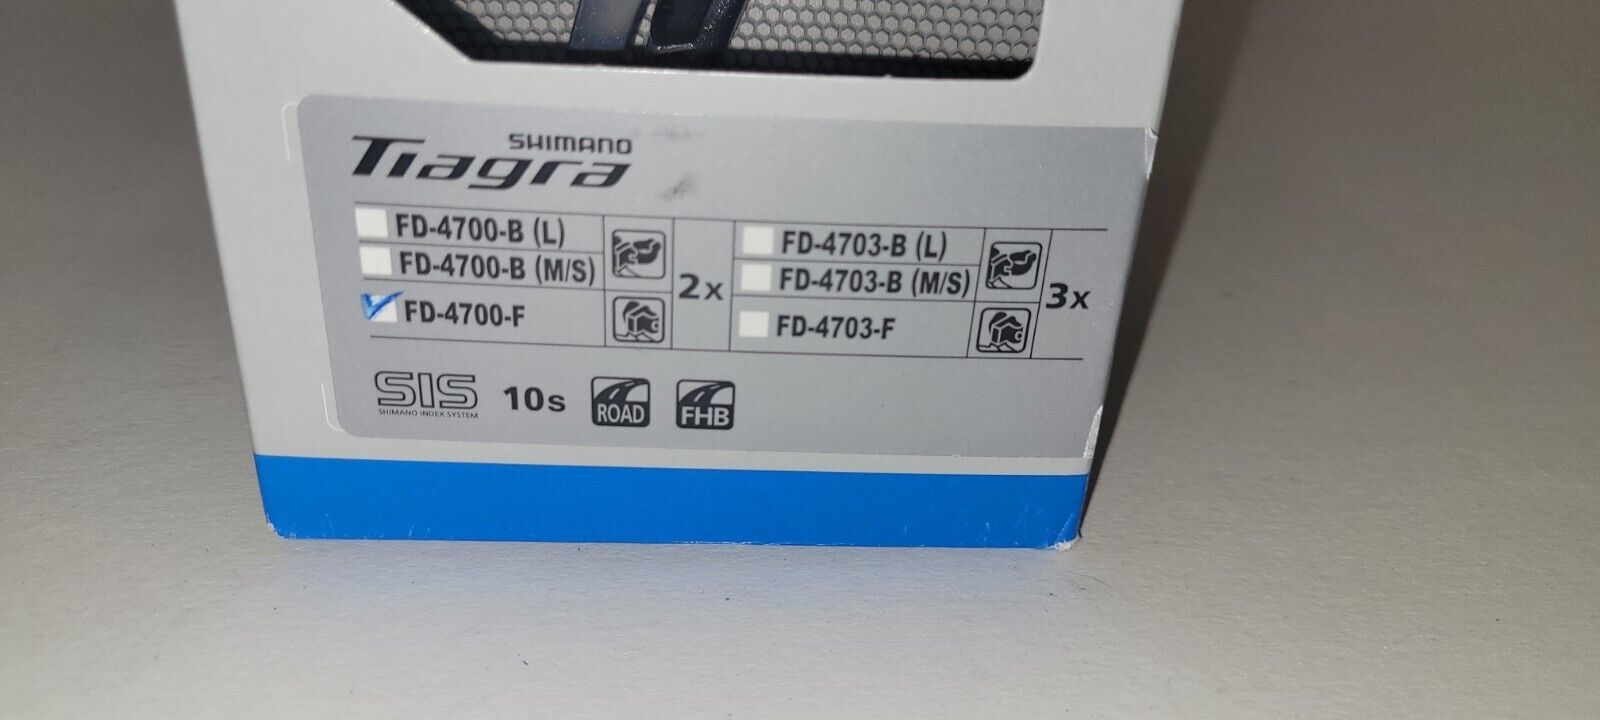 SHIMANO
Tiagra
FD-4700-B (L)
FD-4700-B (M/S)
FD-4700-F
2x
FD-4703-B (L)
FD-4703-B (M/S)
FD-4703-F
3x
SIS 10s ROAD FHB
SHIMANO INDEX SYSTEM